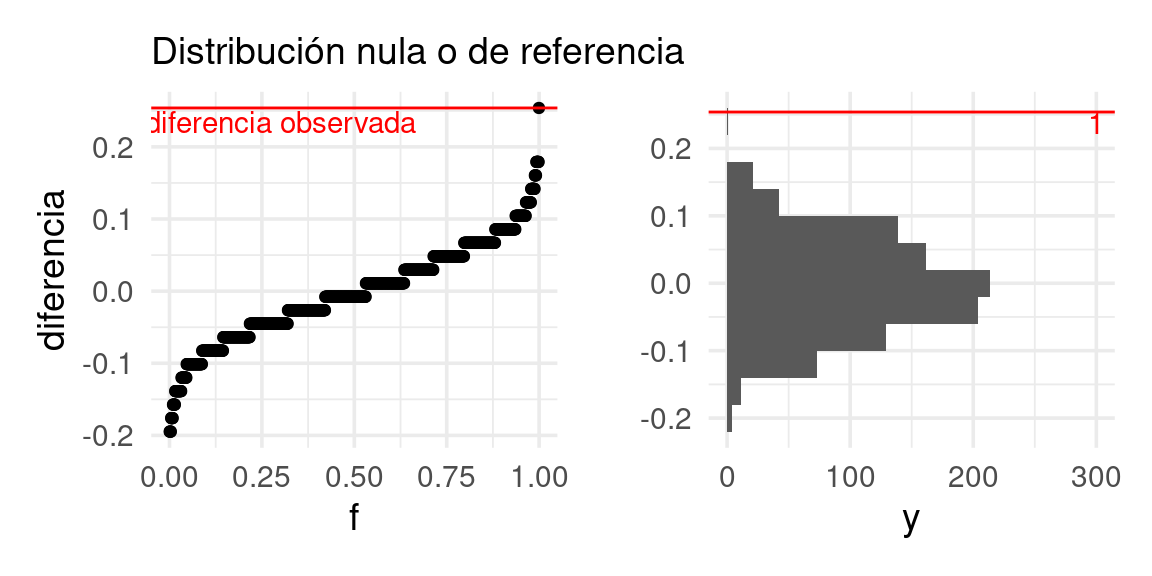 Distribución nula o de referencia
diferencia observada
0.2
0.1
0.0
-0.1
-0.2
diferencia
0.00 0.25 0.50 0.75 1.00
f
1
0.2
0.1
0.0
-0.1
-0.2
0 100 200 300
y